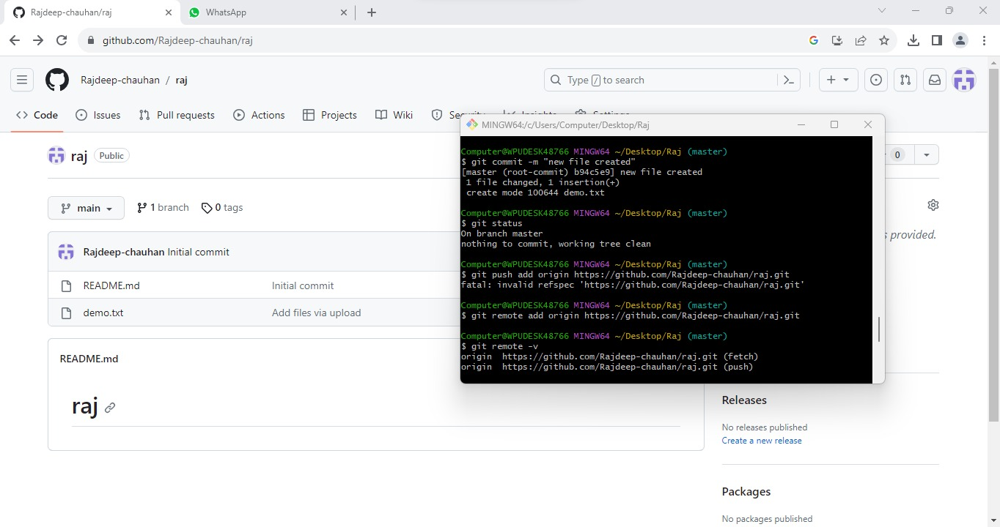 Rajdeep-chauhan/raj
WhatsApp
github.com/Rajdeep-chauhan/raj
Rajdeep-chauhan / raj
Type / to search
Code
Issues
Pull requests
Actions
Projects
Wiki
raj
Public
0
main
1 branch
0 tags
provided.
Rajdeep-chauhan Initial commit
README.md Initial commit
demo.txt Add files via upload
README.md
raj
MINGW64:/c/Users/Computer/Desktop/Raj
Computer@WPUDESK48766 MINGW64 ~/Desktop/Raj (master)
$ git commit -m "new file created"
[master (root-commit) b94c5e9] new file created
1 file changed, 1 insertion(+)
create mode 100644 demo.txt
Computer@WPUDESK48766 MINGW64 ~/Desktop/Raj (master)
$ git status
On branch master
nothing to commit, working tree clean
Computer@WPUDESK48766 MINGW64 ~/Desktop/Raj (master)
$ git push add origin https://github.com/Rajdeep-chauhan/raj.git
fatal: invalid refspec 'https://github.com/Rajdeep-chauhan/raj.git'
Computer@WPUDESK48766 MINGW64 ~/Desktop/Raj (master)
$ git remote add origin https://github.com/Rajdeep-chauhan/raj.git
Computer@WPUDESK48766 MINGW64 ~/Desktop/Raj (master)
$ git remote -v
origin https://github.com/Rajdeep-chauhan/raj.git (fetch)
origin https://github.com/Rajdeep-chauhan/raj.git (push)
Releases
No releases published
Create a new release
Packages
No packages published